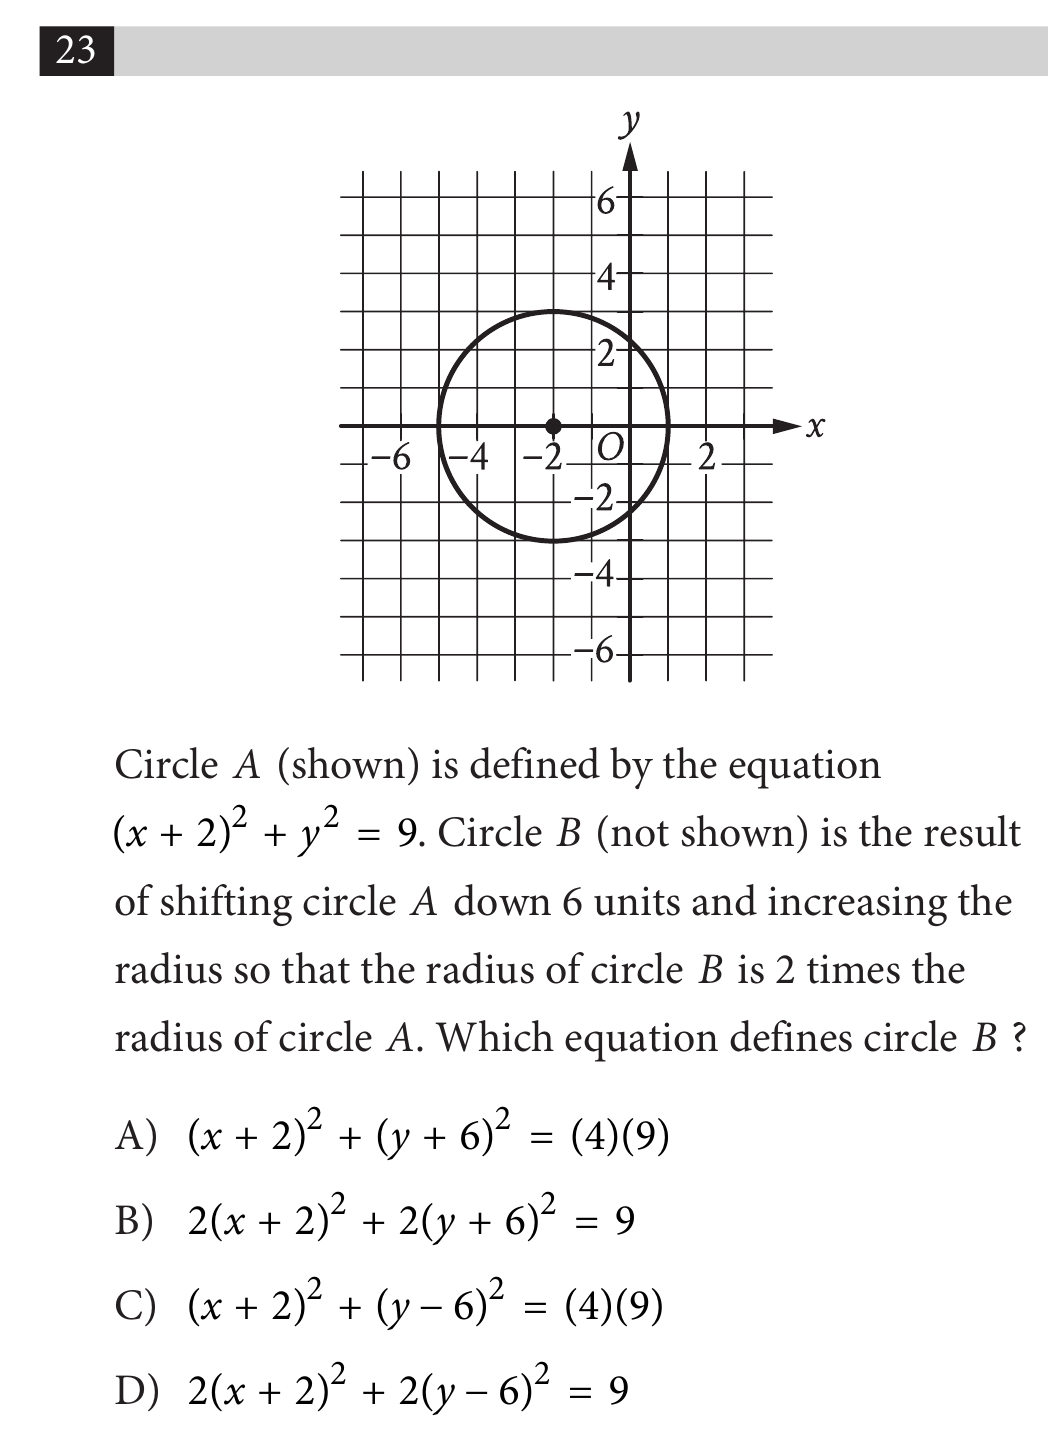 23
y
6
4
2
x
−6 −4 −2 O 2
−2
−4
−6
Circle A (shown) is defined by the equation
(x + 2)² + y² = 9. Circle B (not shown) is the result
of shifting circle A down 6 units and increasing the
radius so that the radius of circle B is 2 times the
radius of circle A. Which equation defines circle B ?
A) (x + 2)² + (y + 6)² = (4)(9)
B) 2(x + 2)² + 2(y + 6)² = 9
C) (x + 2)² + (y − 6)² = (4)(9)
D) 2(x + 2)² + 2(y − 6)² = 9